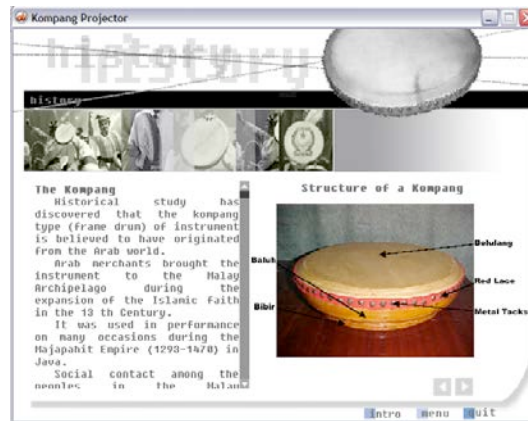 Kompang Projector
history
history
history
The Kompang
Historical study has
discovered that the kompang
type (frame drum) of instrument
is believed to have originated
from the Arab world.
Arab merchants brought the
instrument to the Malay
Archipelago during the
expansion of the Islamic faith
in the 13 th Century.
It was used in performance
on many occasions during the
Majapahit Empire (1293-1470) in
Java.
Social contact among the
peoples in the Malay
Structure of a Kompang
Belulang
Baluh
Red Lace
Bibir
Metal Tacks
intro menu quit